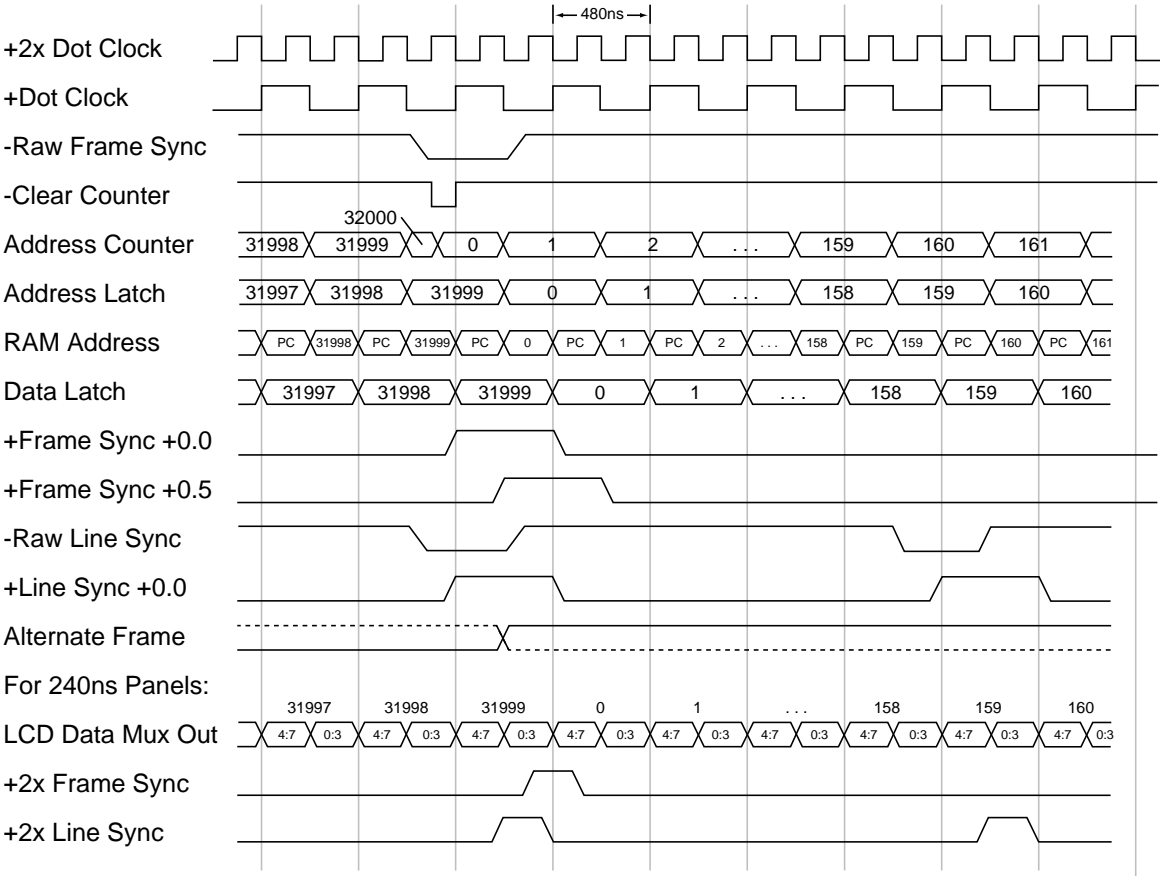 480ns
+2x Dot Clock
+Dot Clock
-Raw Frame Sync
-Clear Counter
32000
Address Counter 31998 31999 0 1 2 . . . 159 160 161
Address Latch 31997 31998 31999 0 1 . . . 158 159 160
RAM Address PC 31998 PC 31999 PC 0 PC 1 PC 2 . . . 158 PC 159 PC 160 PC 161
Data Latch 31997 31998 31999 0 1 . . . 158 159 160
+Frame Sync +0.0
+Frame Sync +0.5
-Raw Line Sync
+Line Sync +0.0
Alternate Frame
For 240ns Panels:
31997 31998 31999 0 1 . . . 158 159 160
LCD Data Mux Out 4:7 0:3 4:7 0:3 4:7 0:3 4:7 0:3 4:7 0:3 4:7 0:3 4:7 0:3 4:7 0:3 4:7 0:3
+2x Frame Sync
+2x Line Sync